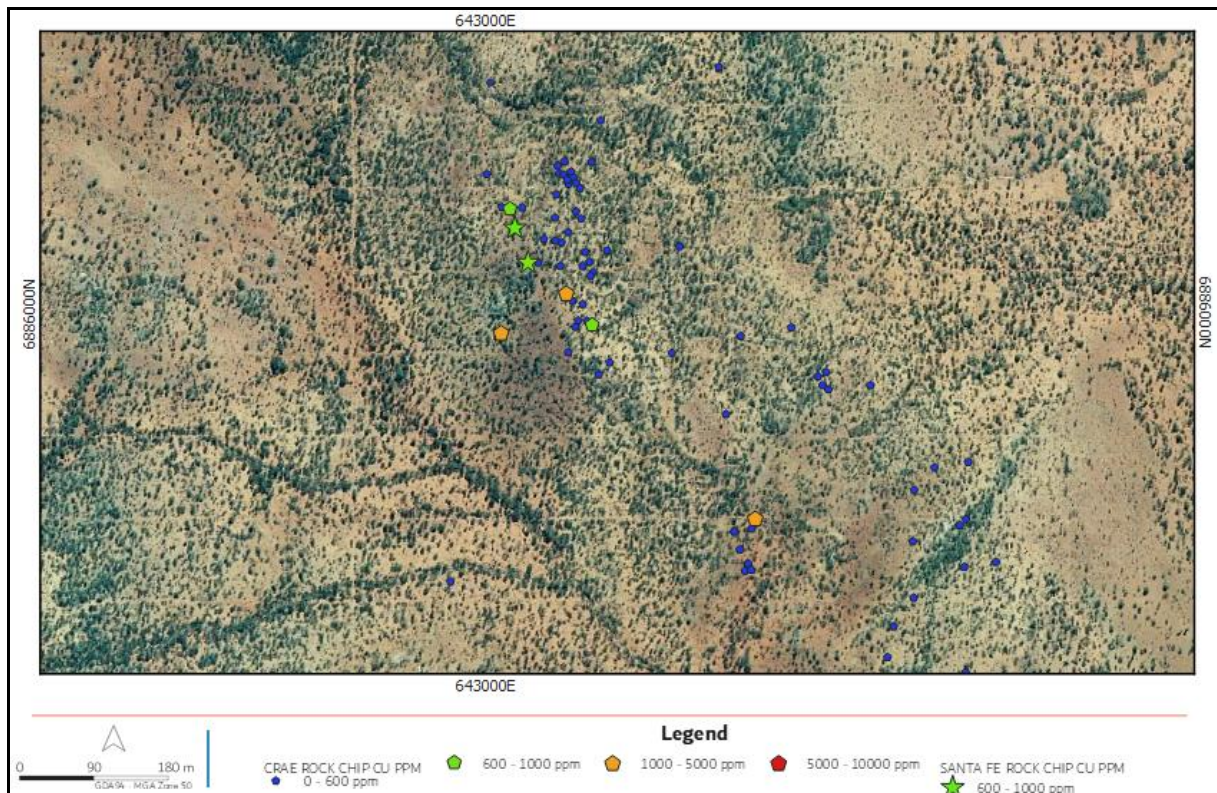 643000E
6886000N
6886000N
643000E
Legend
0 90 180 m
GDA94 - MGA Zone 50
CRAE ROCK CHIP CU PPM
0 - 600 ppm
600 - 1000 ppm
1000 - 5000 ppm
5000 - 10000 ppm
SANTA FE ROCK CHIP CU PPM
600 - 1000 ppm